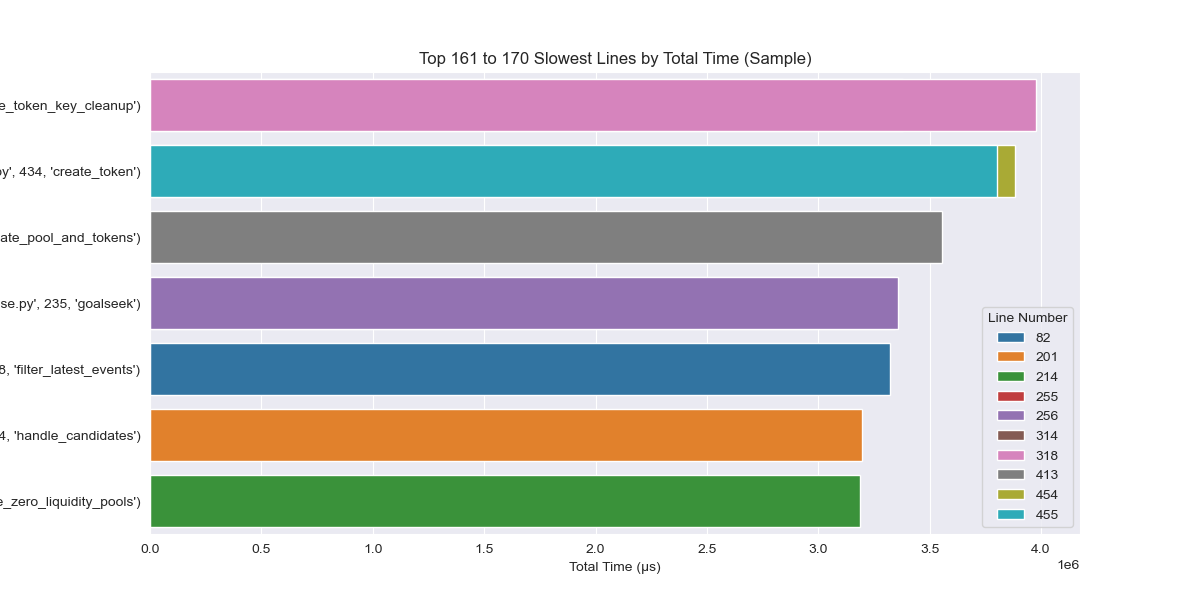 Top 161 to 170 Slowest Lines by Total Time (Sample)
e_token_key_cleanup')
y', 434, 'create_token')
ate_pool_and_tokens')
se.py', 235, 'goalseek')
8, 'filter_latest_events')
4, 'handle_candidates')
e_zero_liquidity_pools')
Line Number
82
201
214
255
256
314
318
413
454
455
0.0 0.5 1.0 1.5 2.0 2.5 3.0 3.5 4.0
1e6
Total Time (µs)